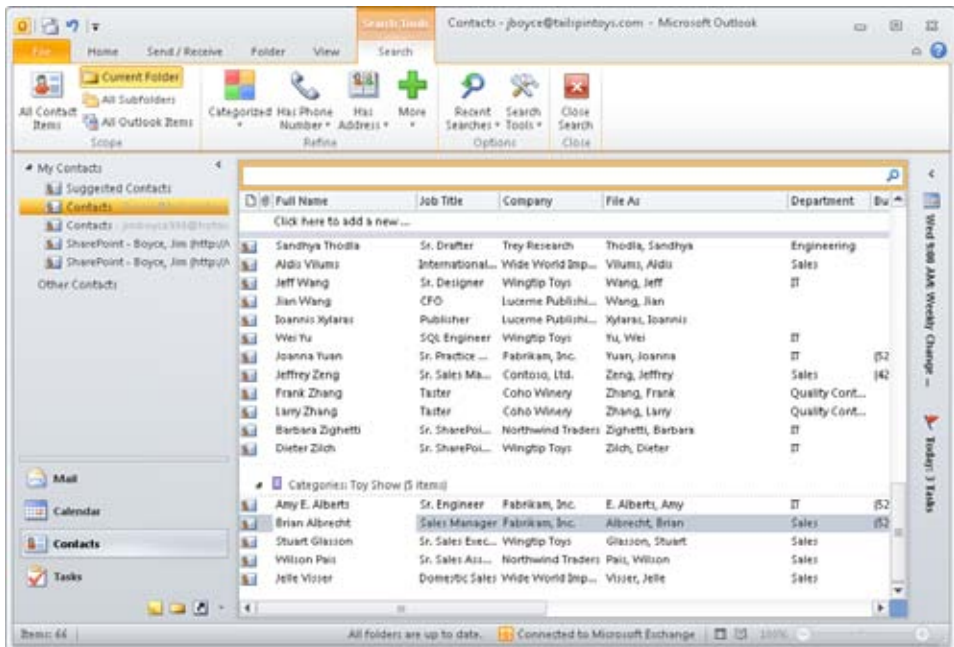 Search Tools
Contacts - jboyce@tailspintoys.com - Microsoft Outlook
File Home Send / Receive Folder View Search
All Contact Items
Current Folder
All Subfolders
All Outlook Items
Scope
Categorized
Has Phone Number
Has Address
More
Refine
Recent Searches
Search Tools
Options
Close Search
Close
My Contacts
Suggested Contacts
Contacts
Contacts
SharePoint - Boyce, Jim (http://
SharePoint - Boyce, Jim (http://
Other Contacts
Full Name Job Title Company File As Department Bu
Click here to add a new ...
Sandhya Thodla Sr. Drafter Trey Research Thodla, Sandhya Engineering
Aldis Vilums International... Wide World Imp... Vilums, Aldis Sales
Jeff Wang Sr. Designer Wingtip Toys Wang, Jeff IT
Jian Wang CFO Lucerne Publishi... Wang, Jian
Ioannis Xylaras Publisher Lucerne Publishi... Xylaras, Ioannis
Wei Yu SQL Engineer Wingtip Toys Yu, Wei IT
Joanna Yuan Sr. Practice ... Fabrikam, Inc. Yuan, Joanna IT (52
Jeffrey Zeng Sr. Sales Ma... Contoso, Ltd. Zeng, Jeffrey Sales (42
Frank Zhang Taster Coho Winery Zhang, Frank Quality Cont...
Larry Zhang Taster Coho Winery Zhang, Larry Quality Cont...
Barbara Zighetti Sr. SharePoi... Northwind Traders Zighetti, Barbara IT
Dieter Zilch Sr. SharePoi... Wingtip Toys Zilch, Dieter IT
Categories: Toy Show (5 items)
Amy E. Alberts Sr. Engineer Fabrikam, Inc. E. Alberts, Amy IT (52
Brian Albrecht Sales Manager Fabrikam, Inc. Albrecht, Brian Sales (52
Stuart Glasson Sr. Sales Exec... Wingtip Toys Glasson, Stuart Sales
Wilson Pais Sr. Sales Ass... Northwind Traders Pais, Wilson Sales
Jelle Visser Domestic Sales Wide World Imp... Visser, Jelle Sales
Mail
Calendar
Contacts
Tasks
Wed 9:00 AM: Weekly Change ...
Today: 3 Tasks
Items: 66
All folders are up to date.
Connected to Microsoft Exchange
100%